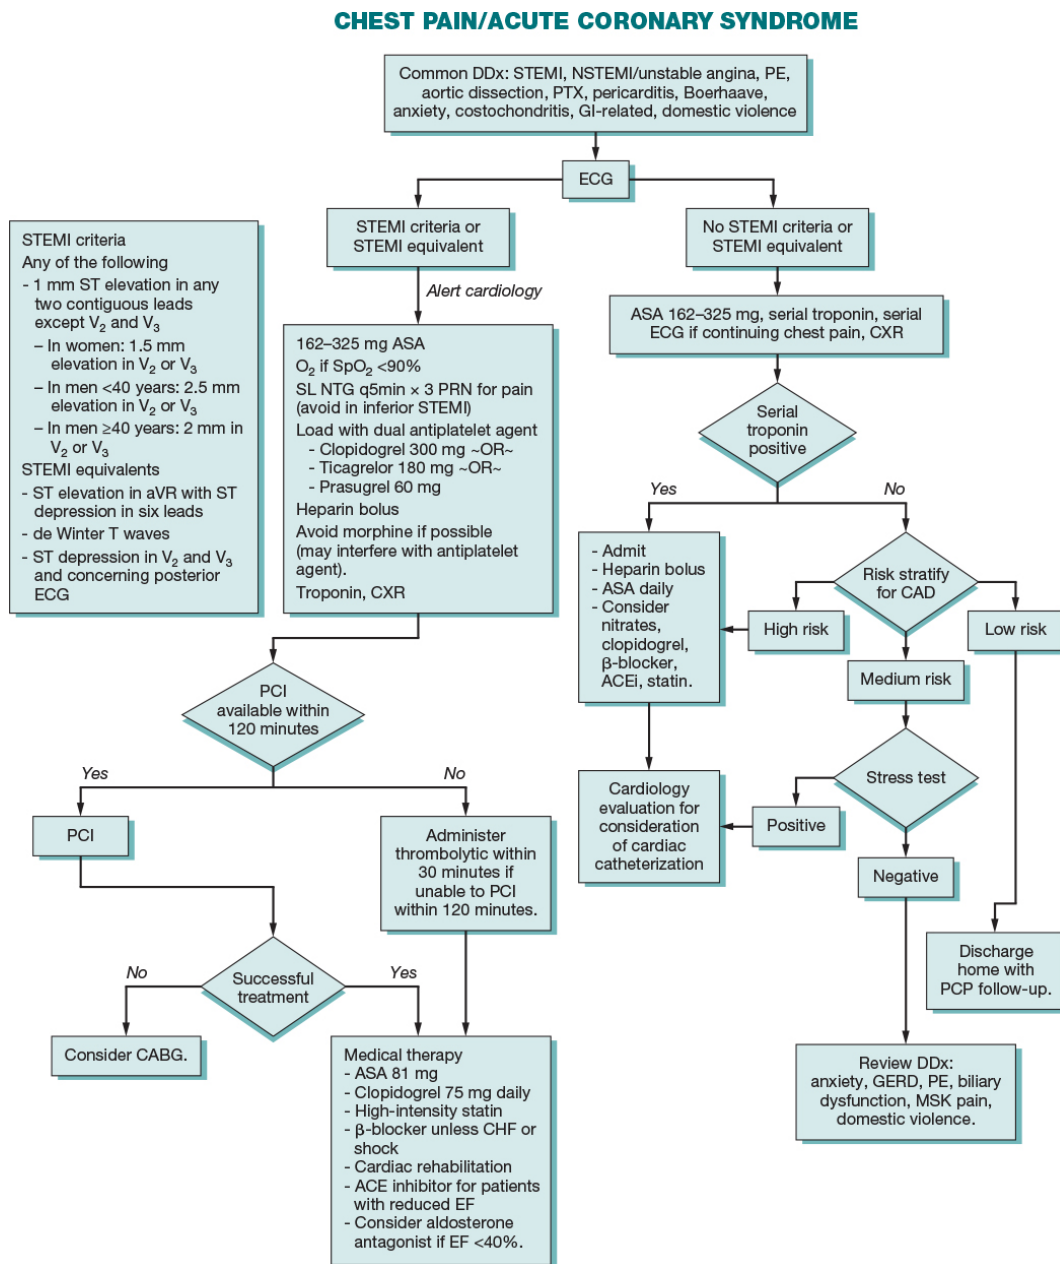 CHEST PAIN/ACUTE CORONARY SYNDROME
Common DDx: STEMI, NSTEMI/unstable angina, PE,
aortic dissection, PTX, pericarditis, Boerhaave,
anxiety, costochondritis, GI-related, domestic violence
ECG
STEMI criteria
Any of the following
- 1 mm ST elevation in any
two contiguous leads
except V₂ and V₃
– In women: 1.5 mm
elevation in V₂ or V₃
– In men <40 years: 2.5 mm
elevation in V₂ or V₃
– In men ≥40 years: 2 mm in
V₂ or V₃
STEMI equivalents
- ST elevation in aVR with ST
depression in six leads
- de Winter T waves
- ST depression in V₂ and V₃
and concerning posterior
ECG
STEMI criteria or
STEMI equivalent
Alert cardiology
162–325 mg ASA
O₂ if SpO₂ <90%
SL NTG q5min × 3 PRN for pain
(avoid in inferior STEMI)
Load with dual antiplatelet agent
- Clopidogrel 300 mg ~OR~
- Ticagrelor 180 mg ~OR~
- Prasugrel 60 mg
Heparin bolus
Avoid morphine if possible
(may interfere with antiplatelet
agent).
Troponin, CXR
PCI
available within
120 minutes
Yes
No
PCI
Administer
thrombolytic within
30 minutes if
unable to PCI
within 120 minutes.
Successful
treatment
No
Yes
Consider CABG.
Medical therapy
- ASA 81 mg
- Clopidogrel 75 mg daily
- High-intensity statin
- β-blocker unless CHF or
shock
- Cardiac rehabilitation
- ACE inhibitor for patients
with reduced EF
- Consider aldosterone
antagonist if EF <40%.
No STEMI criteria or
STEMI equivalent
ASA 162–325 mg, serial troponin, serial
ECG if continuing chest pain, CXR
Serial
troponin
positive
Yes
No
- Admit
- Heparin bolus
- ASA daily
- Consider
nitrates,
clopidogrel,
β-blocker,
ACEi, statin.
Risk stratify
for CAD
High risk
Low risk
Medium risk
Stress test
Positive
Negative
Cardiology
evaluation for
consideration
of cardiac
catheterization
Discharge
home with
PCP follow-up.
Review DDx:
anxiety, GERD, PE, biliary
dysfunction, MSK pain,
domestic violence.